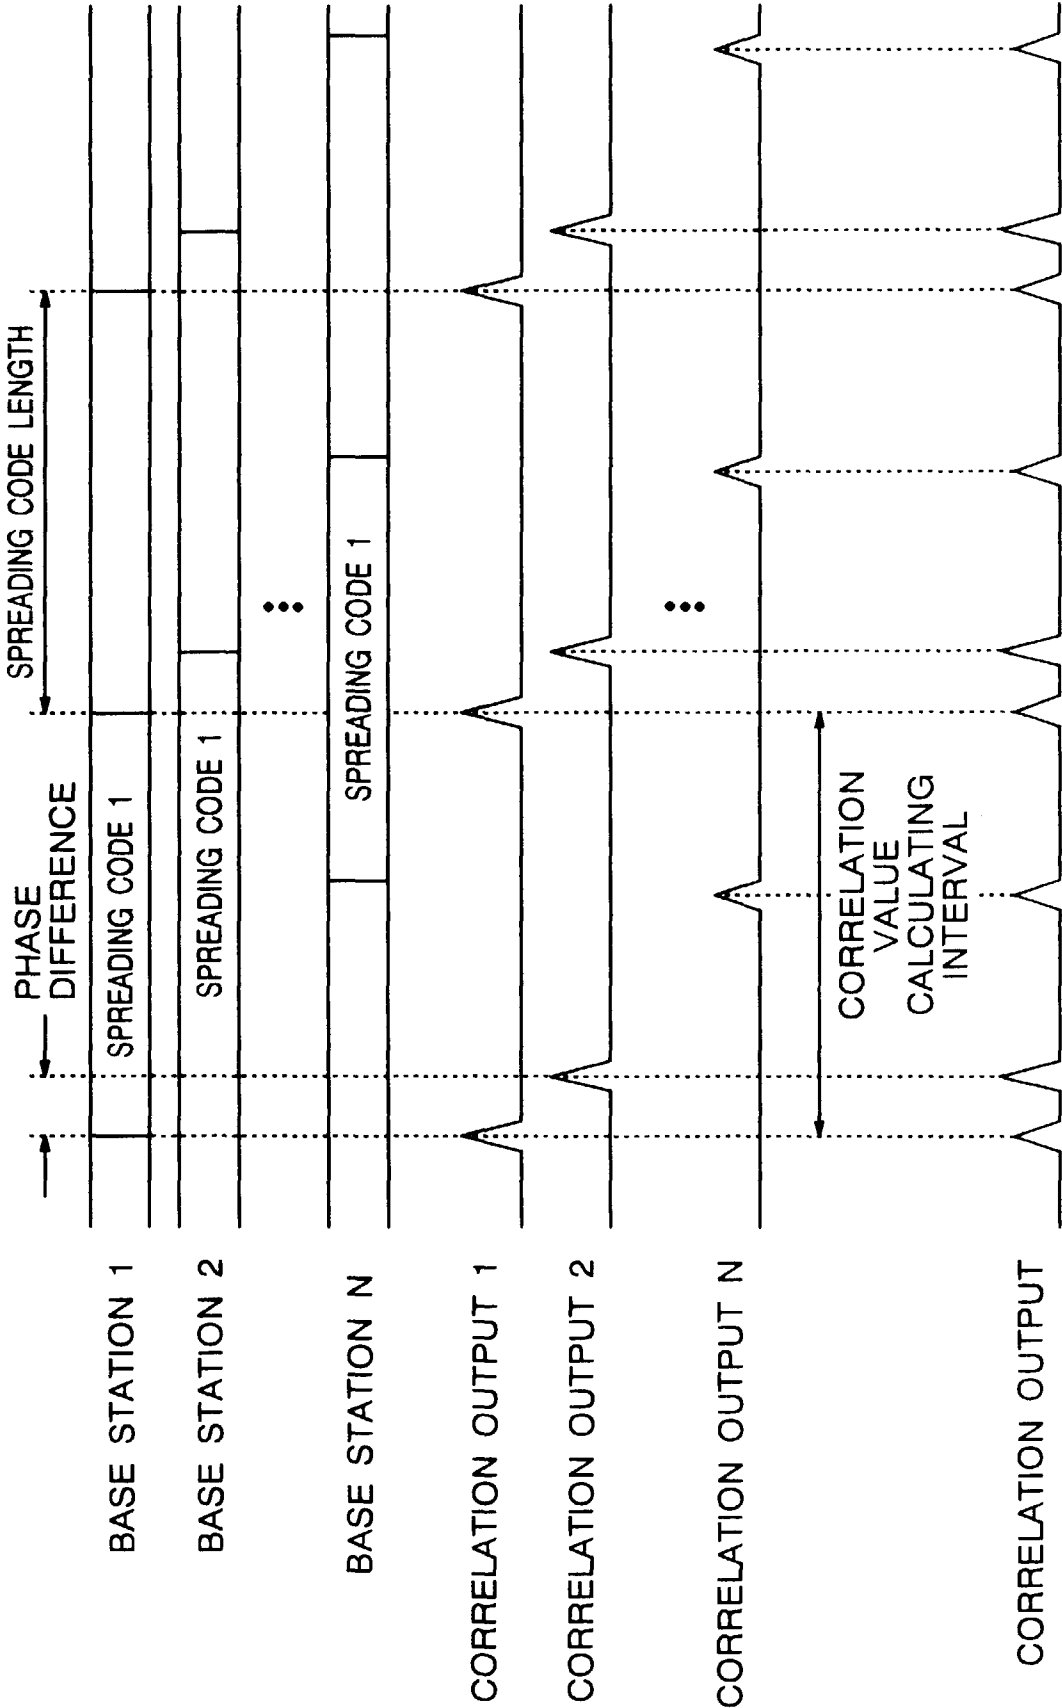 PHASE
DIFFERENCE
SPREADING CODE LENGTH
BASE STATION 1
SPREADING CODE 1
BASE STATION 2
SPREADING CODE 1
BASE STATION N
SPREADING CODE 1
CORRELATION OUTPUT 1
CORRELATION OUTPUT 2
CORRELATION OUTPUT N
CORRELATION
VALUE
CALCULATING
INTERVAL
CORRELATION OUTPUT